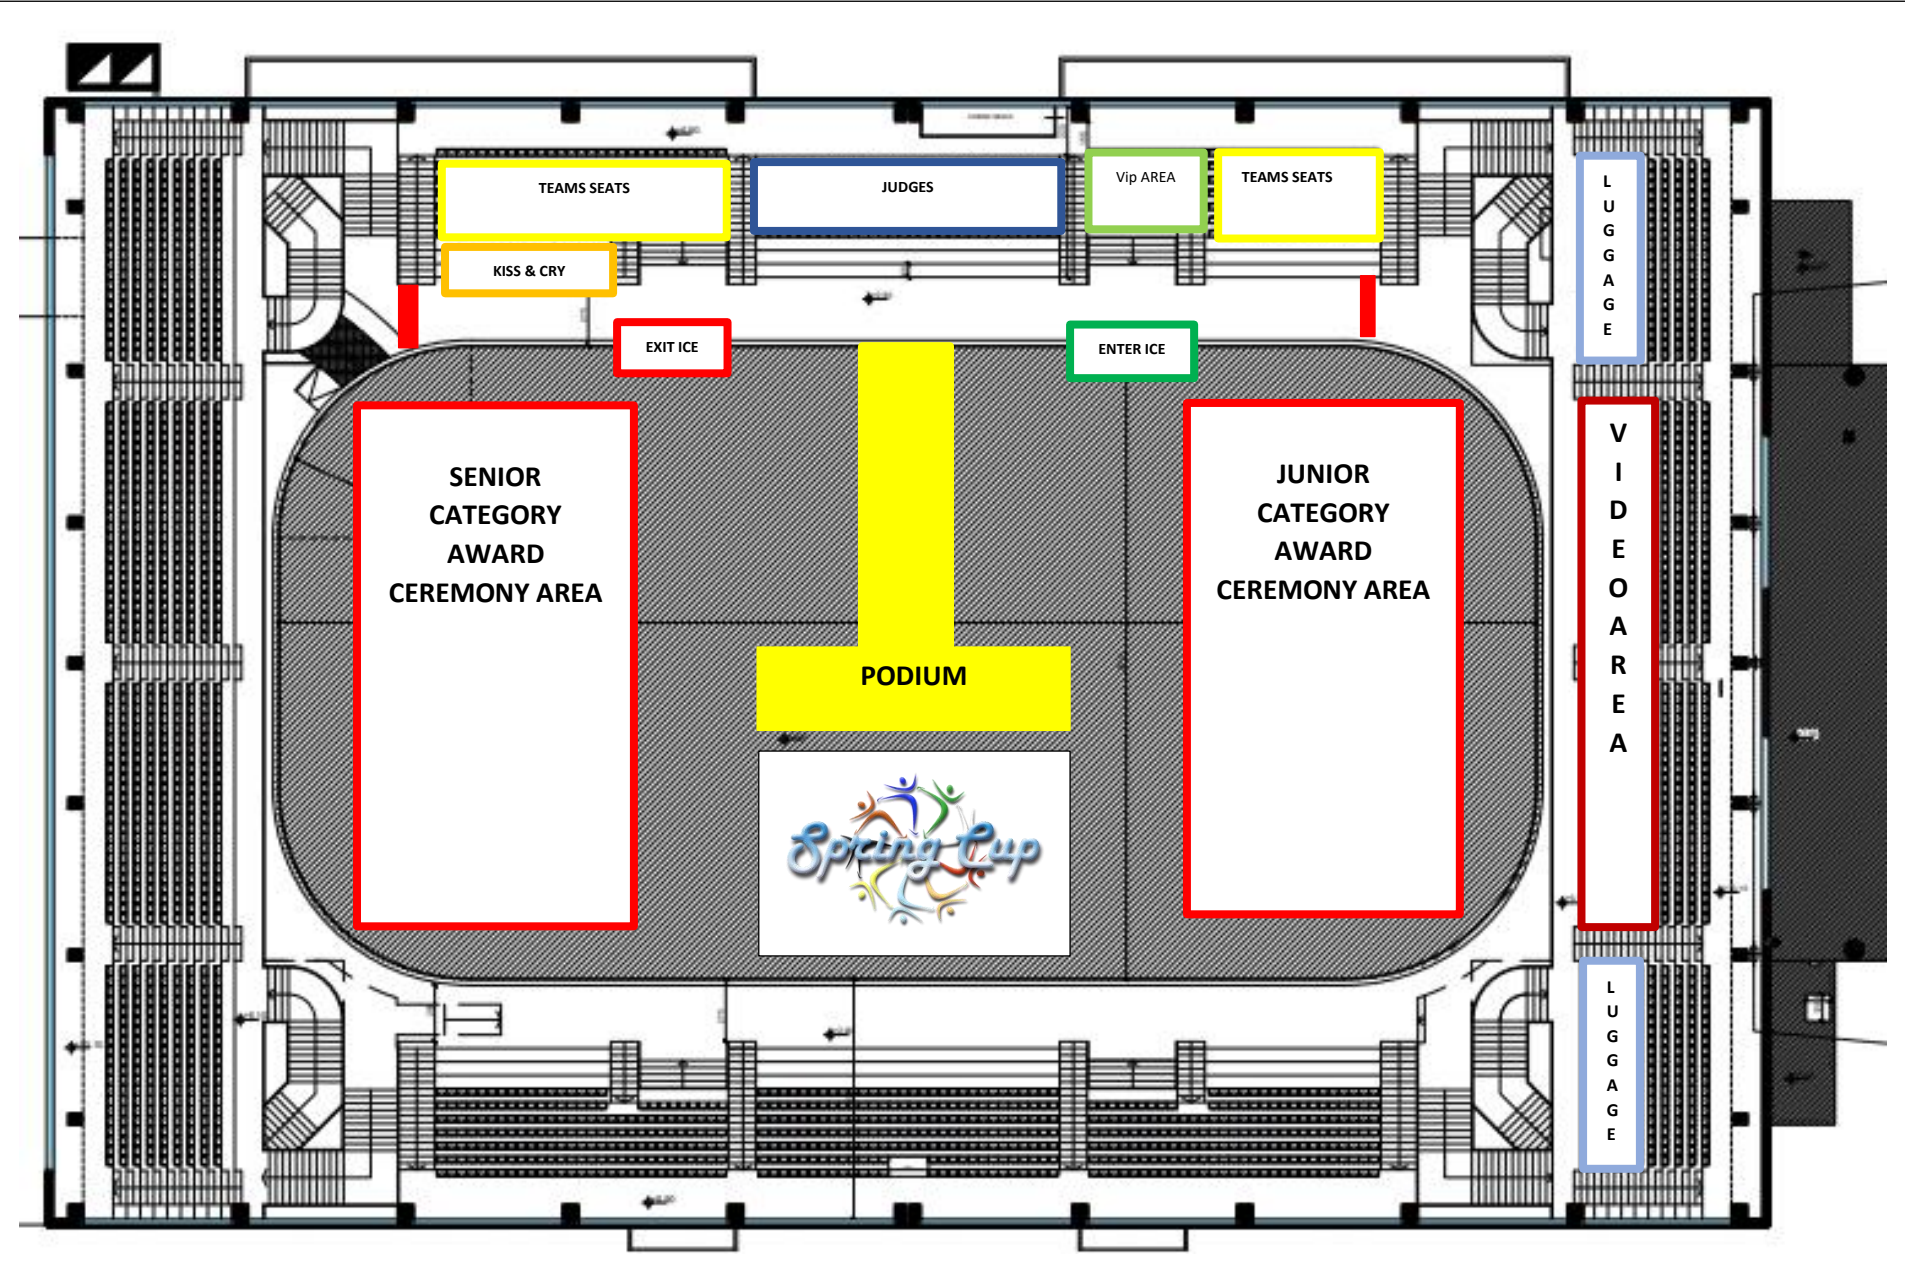 TEAMS SEATS
JUDGES
Vip AREA
TEAMS SEATS
KISS & CRY
EXIT ICE
ENTER ICE
SENIOR
CATEGORY
AWARD
CEREMONY AREA
JUNIOR
CATEGORY
AWARD
CEREMONY AREA
PODIUM
Spring Cup
L
U
G
G
A
G
E
V
I
D
E
O
A
R
E
A
L
U
G
G
A
G
E